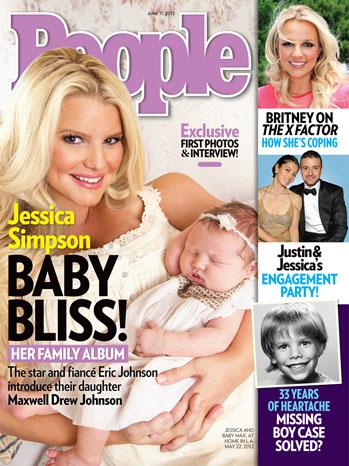 JUNE 11, 2012
People
Exclusive
FIRST PHOTOS
& INTERVIEW!
Jessica
Simpson
BABY
BLISS!
HER FAMILY ALBUM
The star and fiancé Eric Johnson
introduce their daughter
Maxwell Drew Johnson
JESSICA AND
BABY MAX, AT
HOME IN L.A.
MAY 22, 2012
BRITNEY ON
THE X FACTOR
HOW SHE'S COPING
Justin &
Jessica's
ENGAGEMENT
PARTY!
33 YEARS
OF HEARTACHE
MISSING
BOY CASE
SOLVED?